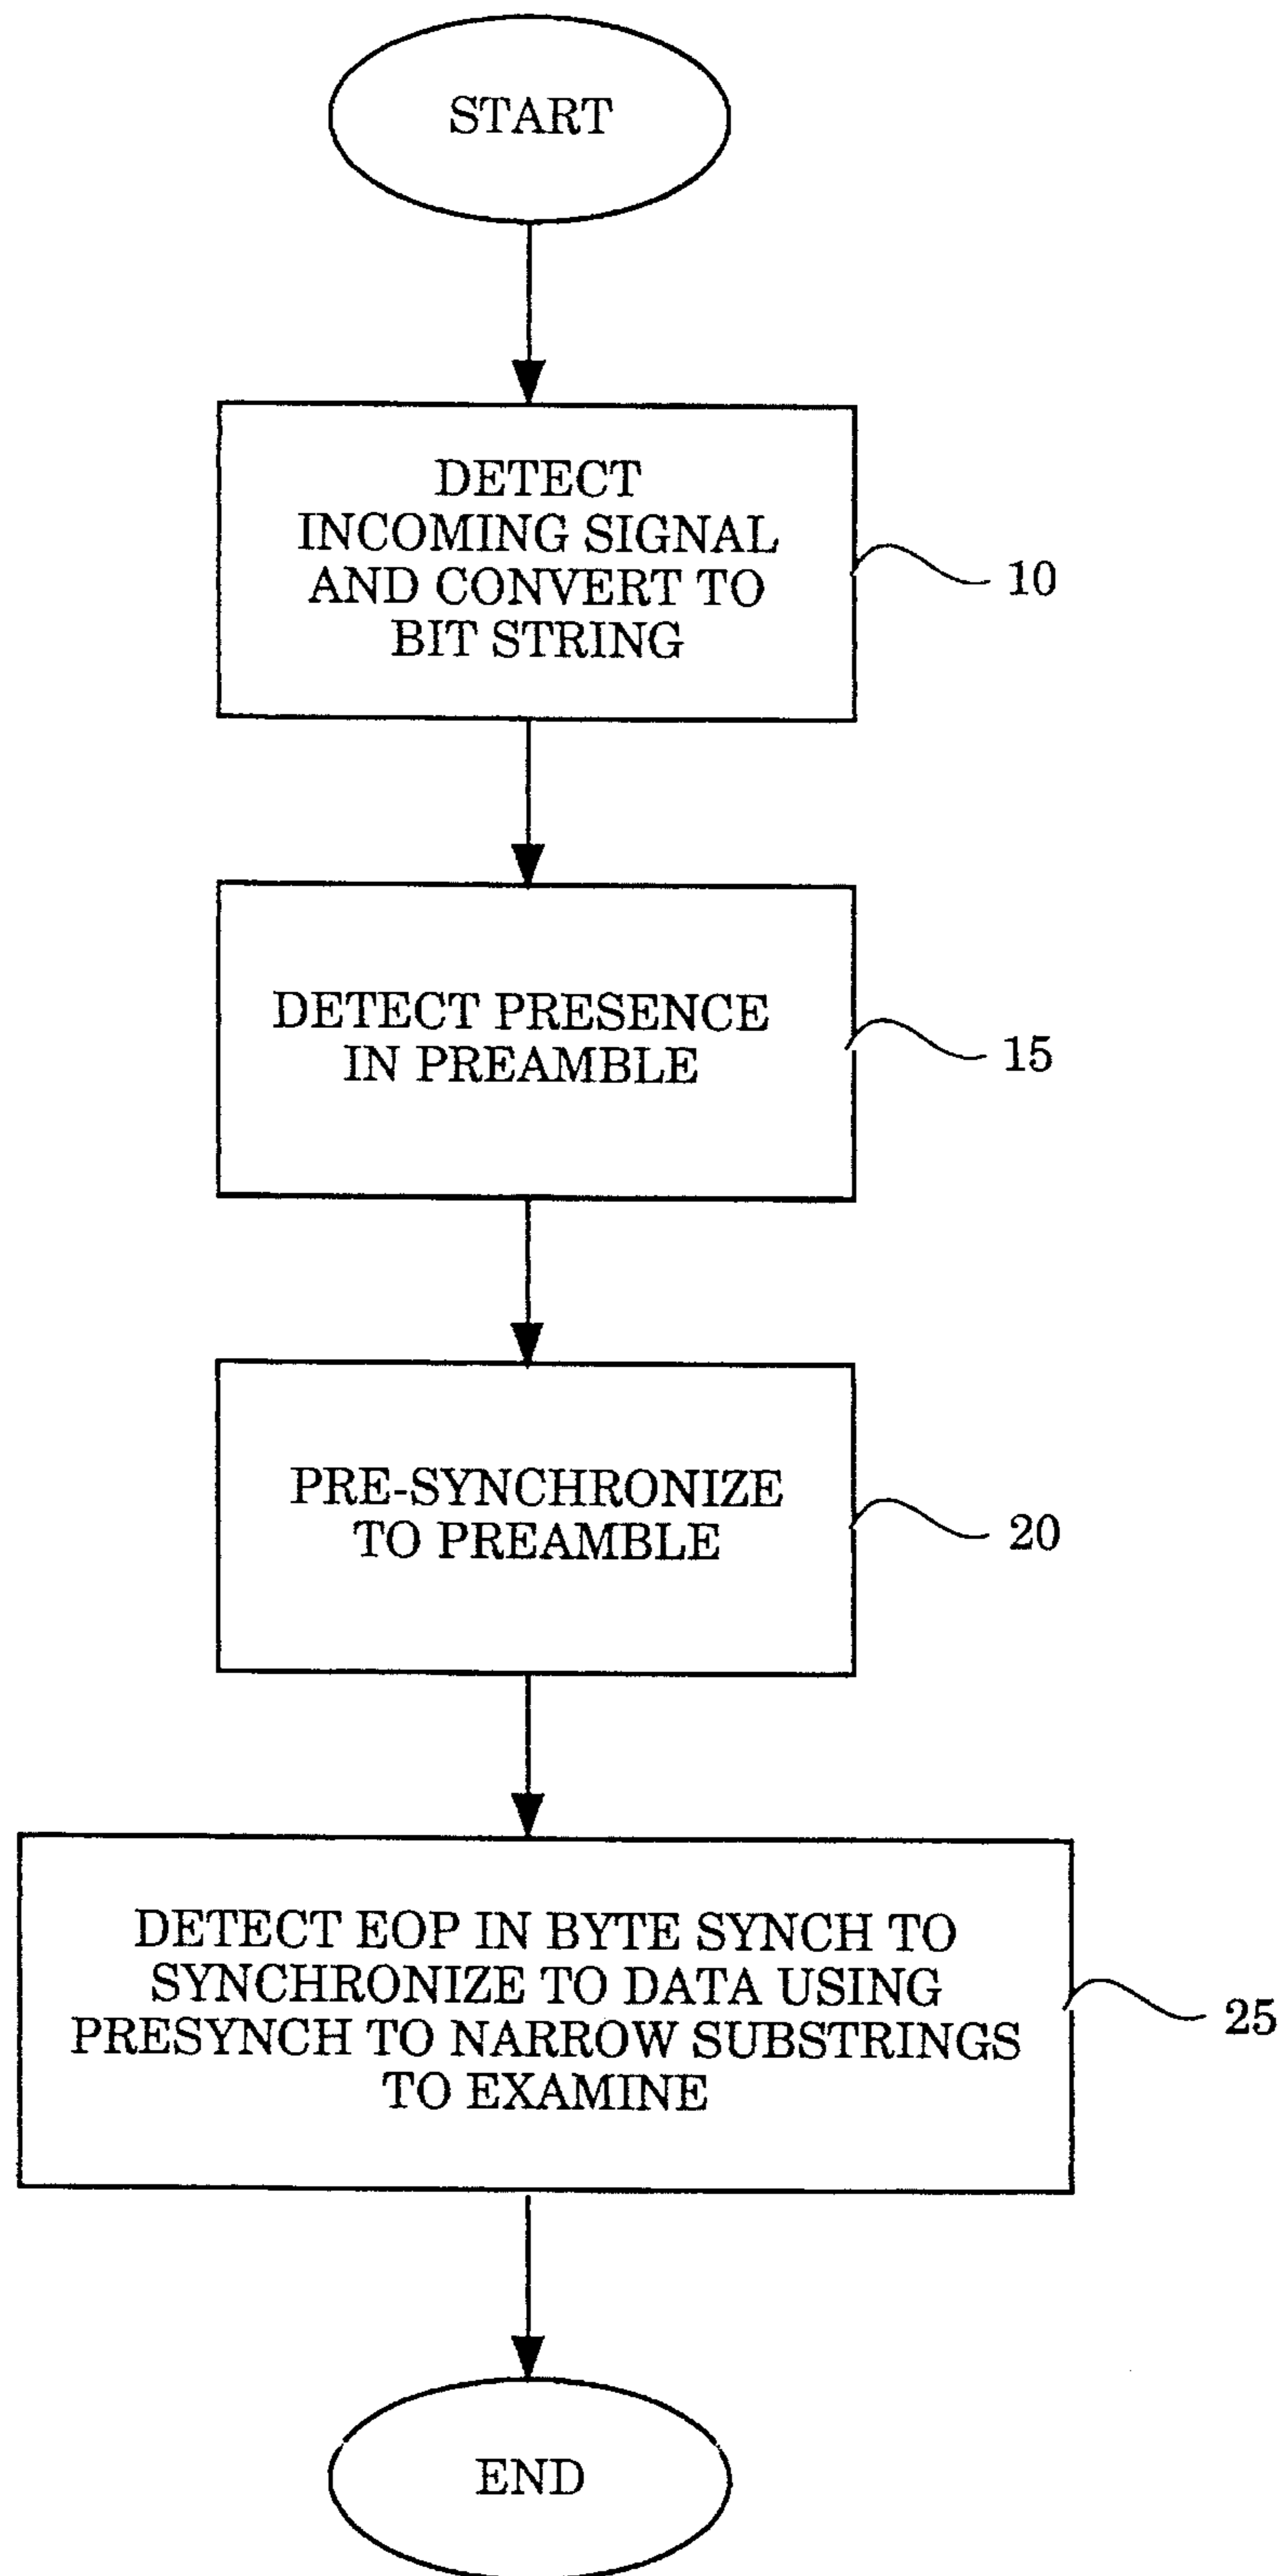 START
DETECT
INCOMING SIGNAL
AND CONVERT TO
BIT STRING
10
DETECT PRESENCE
IN PREAMBLE
15
PRE-SYNCHRONIZE
TO PREAMBLE
20
DETECT EOP IN BYTE SYNCH TO
SYNCHRONIZE TO DATA USING
PRESYNCH TO NARROW SUBSTRINGS
TO EXAMINE
25
END